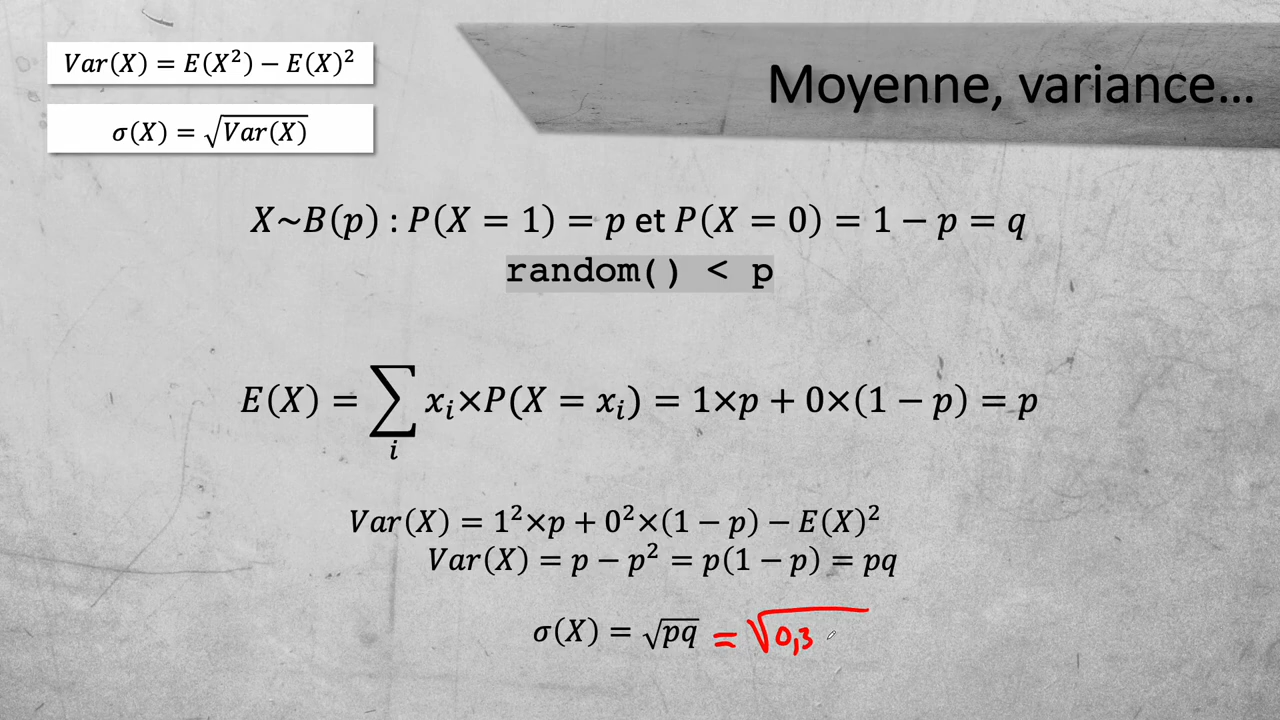 Var(X) = E(X²) − E(X)²
σ(X) = √Var(X)
Moyenne, variance…
X~B(p) : P(X = 1) = p et P(X = 0) = 1 − p = q
random() < p
E(X) = ∑ᵢ xᵢ×P(X = xᵢ) = 1×p + 0×(1 − p) = p
Var(X) = 1²×p + 0²×(1 − p) − E(X)²
Var(X) = p − p² = p(1 − p) = pq
σ(X) = √pq = √0,3